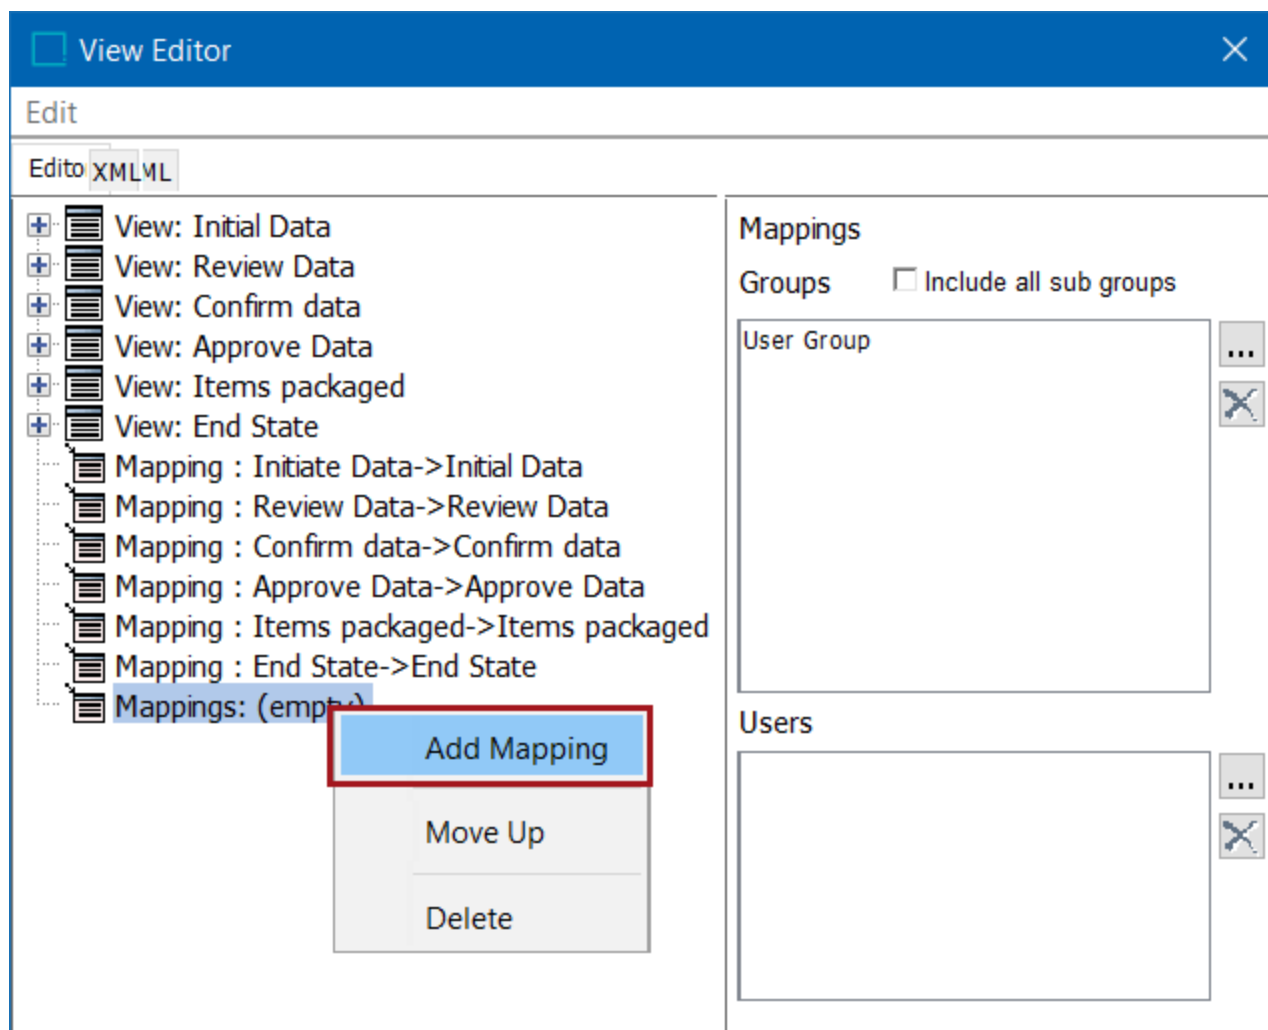 View Editor
Edit
Editor XML
View: Initial Data
View: Review Data
View: Confirm data
View: Approve Data
View: Items packaged
View: End State
Mapping : Initiate Data->Initial Data
Mapping : Review Data->Review Data
Mapping : Confirm data->Confirm data
Mapping : Approve Data->Approve Data
Mapping : Items packaged->Items packaged
Mapping : End State->End State
Mappings: (empty)
Add Mapping
Move Up
Delete
Mappings
Groups Include all sub groups
User Group
...
Users
...